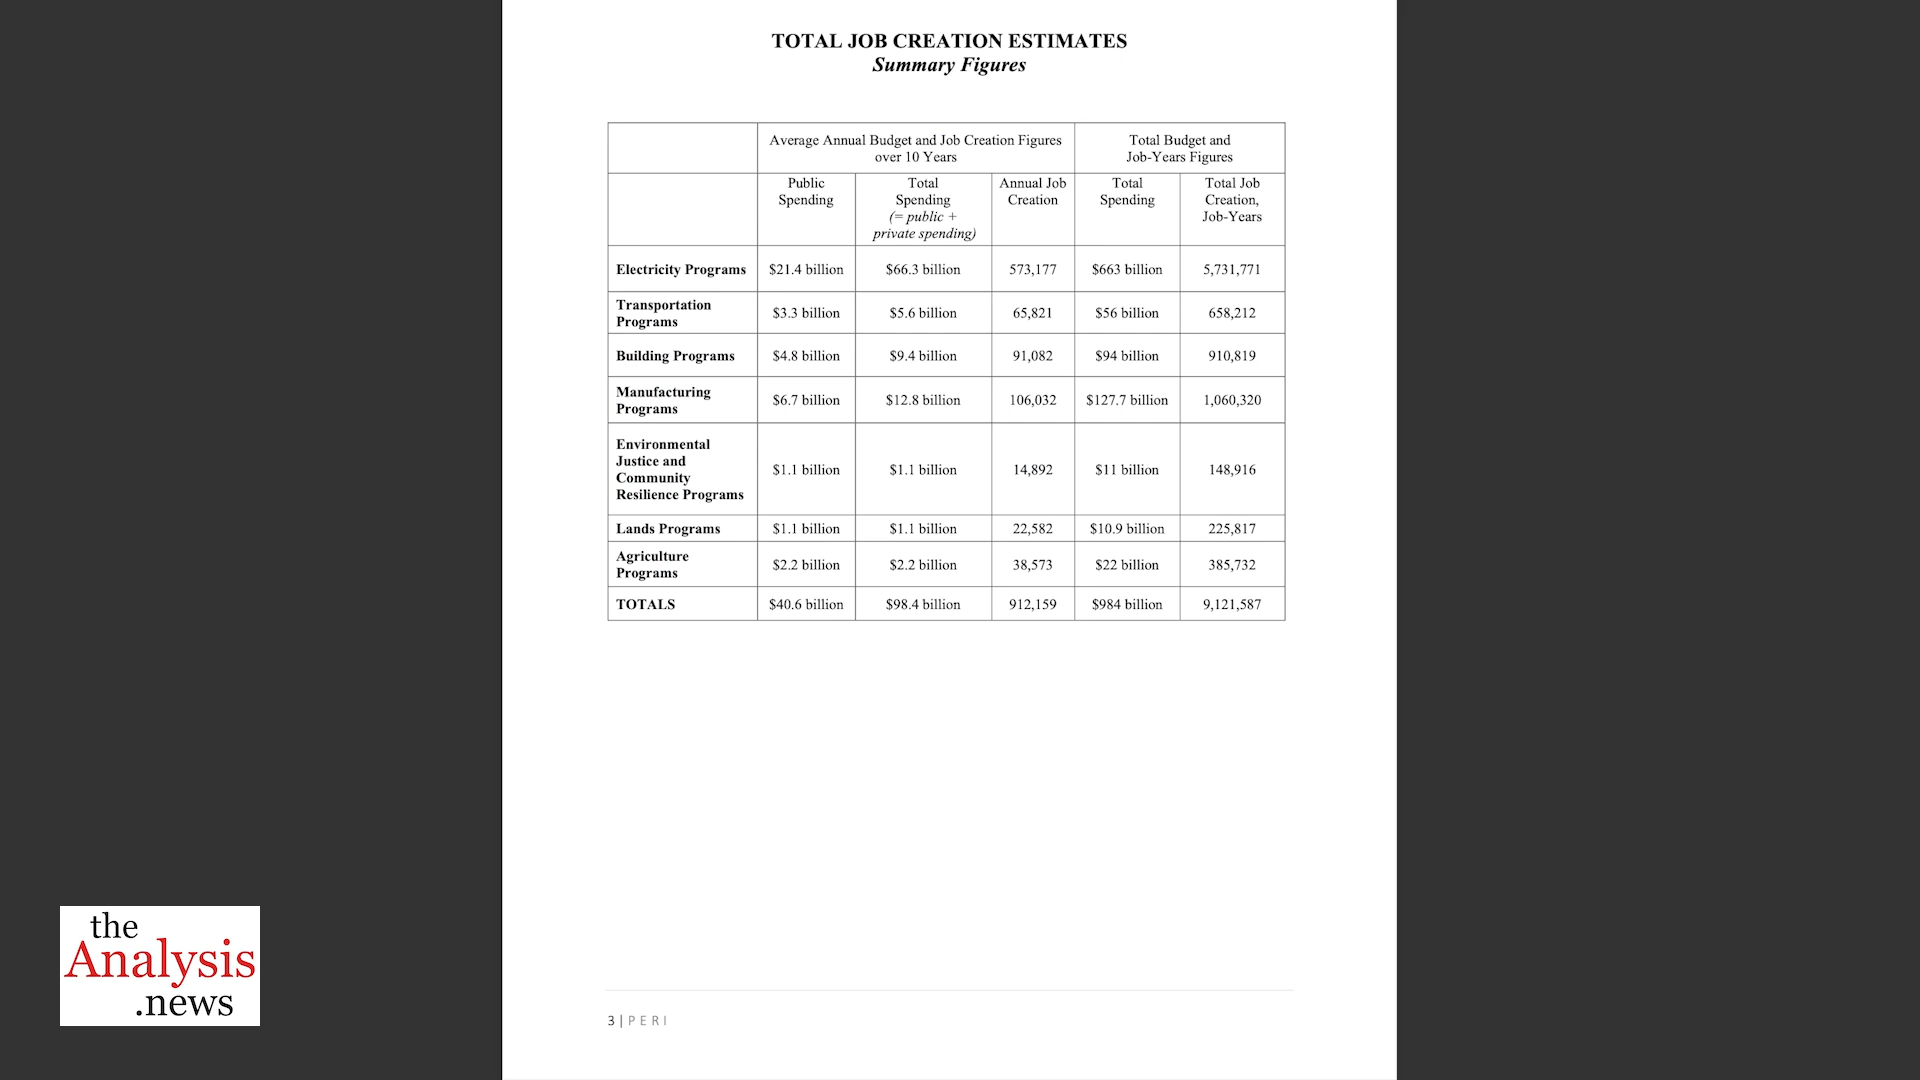 TOTAL JOB CREATION ESTIMATES
Summary Figures
Average Annual Budget and Job Creation Figures
over 10 Years
Total Budget and
Job-Years Figures
Public
Spending
Total
Spending
(= public +
private spending)
Annual Job
Creation
Total
Spending
Total Job
Creation,
Job-Years
Electricity Programs $21.4 billion $66.3 billion 573,177 $663 billion 5,731,771
Transportation
Programs
$3.3 billion $5.6 billion 65,821 $56 billion 658,212
Building Programs $4.8 billion $9.4 billion 91,082 $94 billion 910,819
Manufacturing
Programs
$6.7 billion $12.8 billion 106,032 $127.7 billion 1,060,320
Environmental
Justice and
Community
Resilience Programs
$1.1 billion $1.1 billion 14,892 $11 billion 148,916
Lands Programs $1.1 billion $1.1 billion 22,582 $10.9 billion 225,817
Agriculture
Programs
$2.2 billion $2.2 billion 38,573 $22 billion 385,732
TOTALS $40.6 billion $98.4 billion 912,159 $984 billion 9,121,587
the
Analysis
.news
3 | PERI